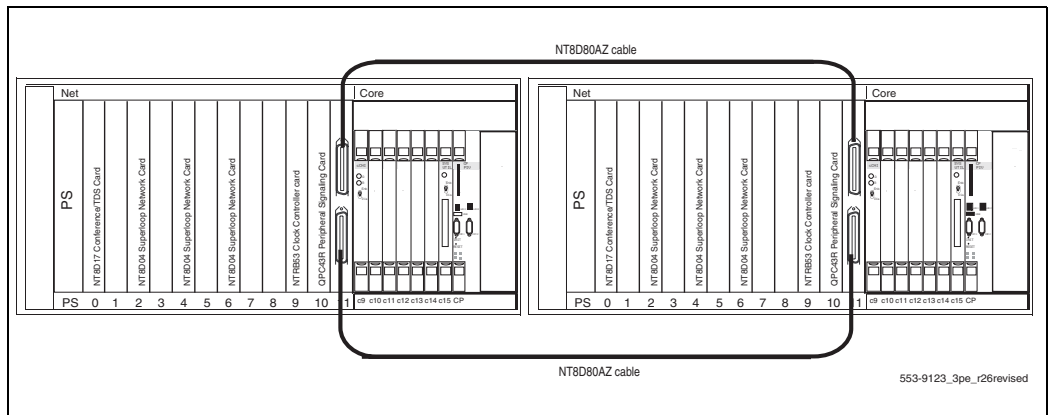 NT8D80AZ cable
Net
Core
PS
NT8D17 Conference/TDS Card
NT8D04 Superloop Network Card
NT8D04 Superloop Network Card
NT8D04 Superloop Network Card
NTRB53 Clock Controller card
QPC43R Peripheral Signaling Card
PS 0 1 2 3 4 5 6 7 8 9 10 11 c9 c10 c11 c12 c13 c14 c15 CP
Net
Core
PS
NT8D17 Conference/TDS Card
NT8D04 Superloop Network Card
NT8D04 Superloop Network Card
NT8D04 Superloop Network Card
NTRB53 Clock Controller card
QPC43R Peripheral Signaling Card
PS 0 1 2 3 4 5 6 7 8 9 10 11 c9 c10 c11 c12 c13 c14 c15 CP
NT8D80AZ cable
553-9123_3pe_r26revised